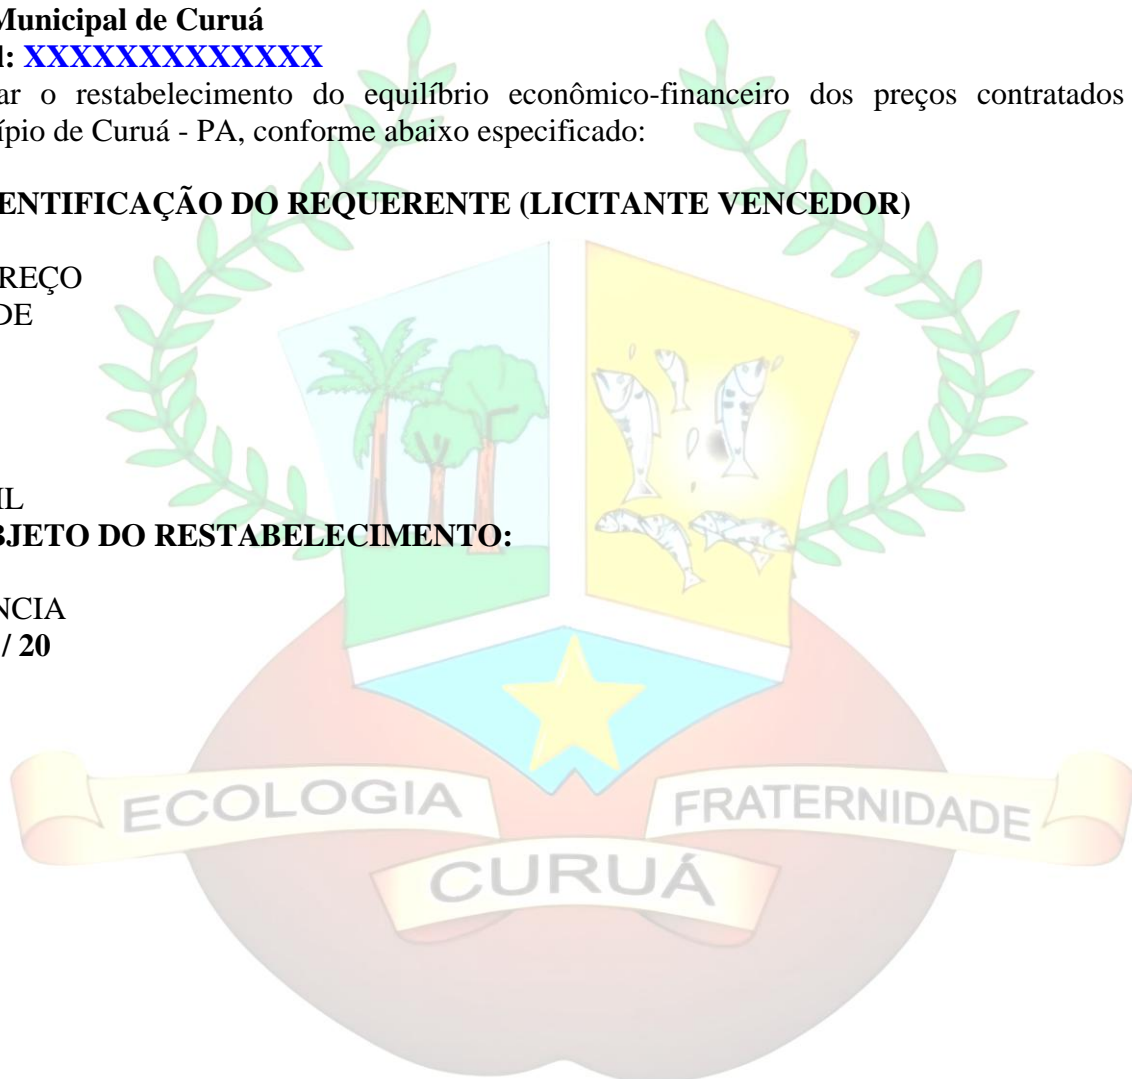 Municipal de Curuá
l: XXXXXXXXXXXXX
ar o restabelecimento do equilíbrio econômico-financeiro dos preços contratados
ípio de Curuá - PA, conforme abaixo especificado:
ENTIFICAÇÃO DO REQUERENTE (LICITANTE VENCEDOR)
REÇO
DE
IL
BJETO DO RESTABELECIMENTO:
NCIA
/ 20
ECOLOGIA
FRATERNIDADE
CURUÁ